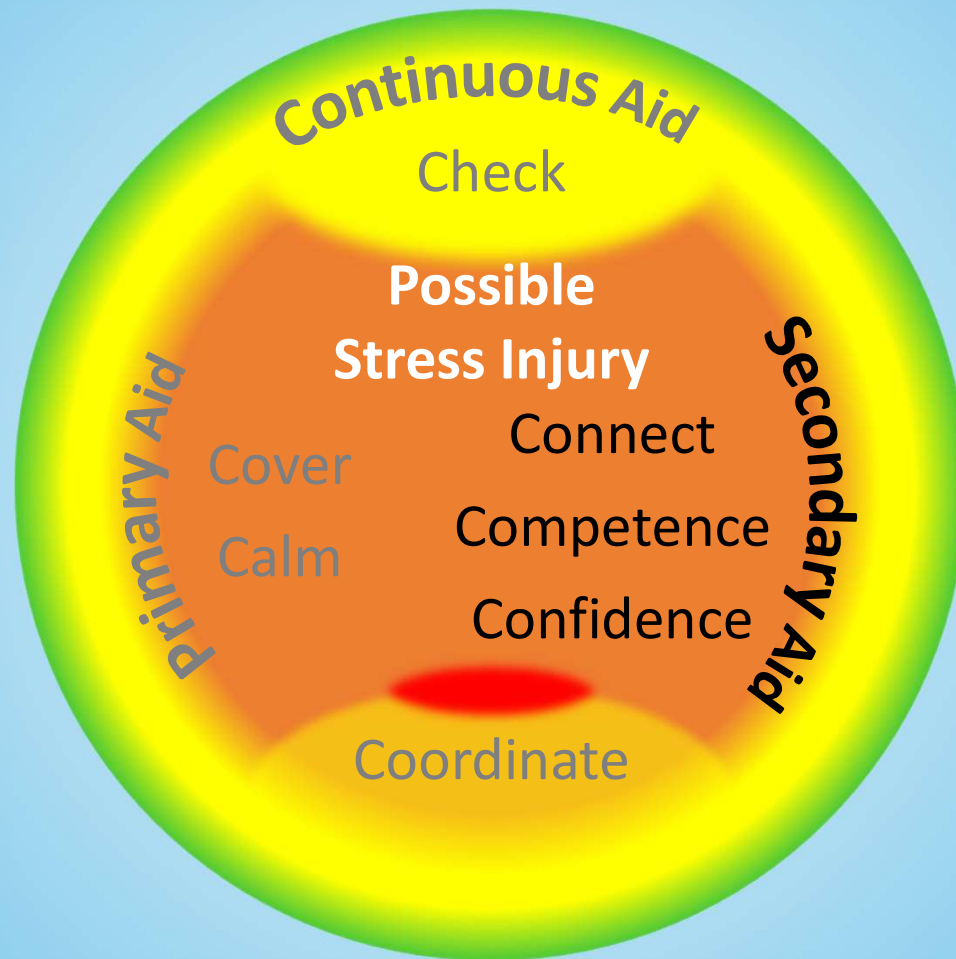 Continuous Aid
Check
Possible
Stress Injury
Primary Aid
Cover
Calm
Connect
Competence
Confidence
Secondary Aid
Coordinate